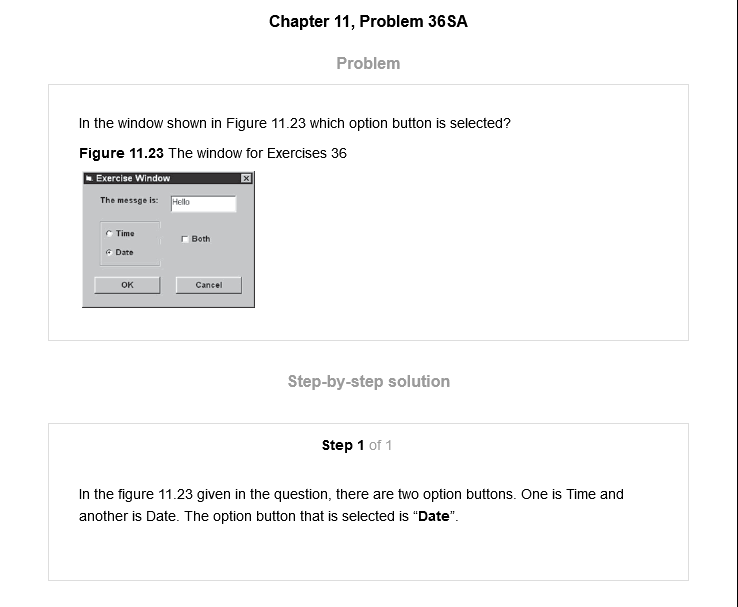 Chapter 11, Problem 36SA
Problem
In the window shown in Figure 11.23 which option button is selected?
Figure 11.23 The window for Exercises 36
Exercise Window
The messge is: Hello
Time
Both
Date
OK Cancel
Step-by-step solution
Step 1 of 1
In the figure 11.23 given in the question, there are two option buttons. One is Time and
another is Date. The option button that is selected is “Date”.